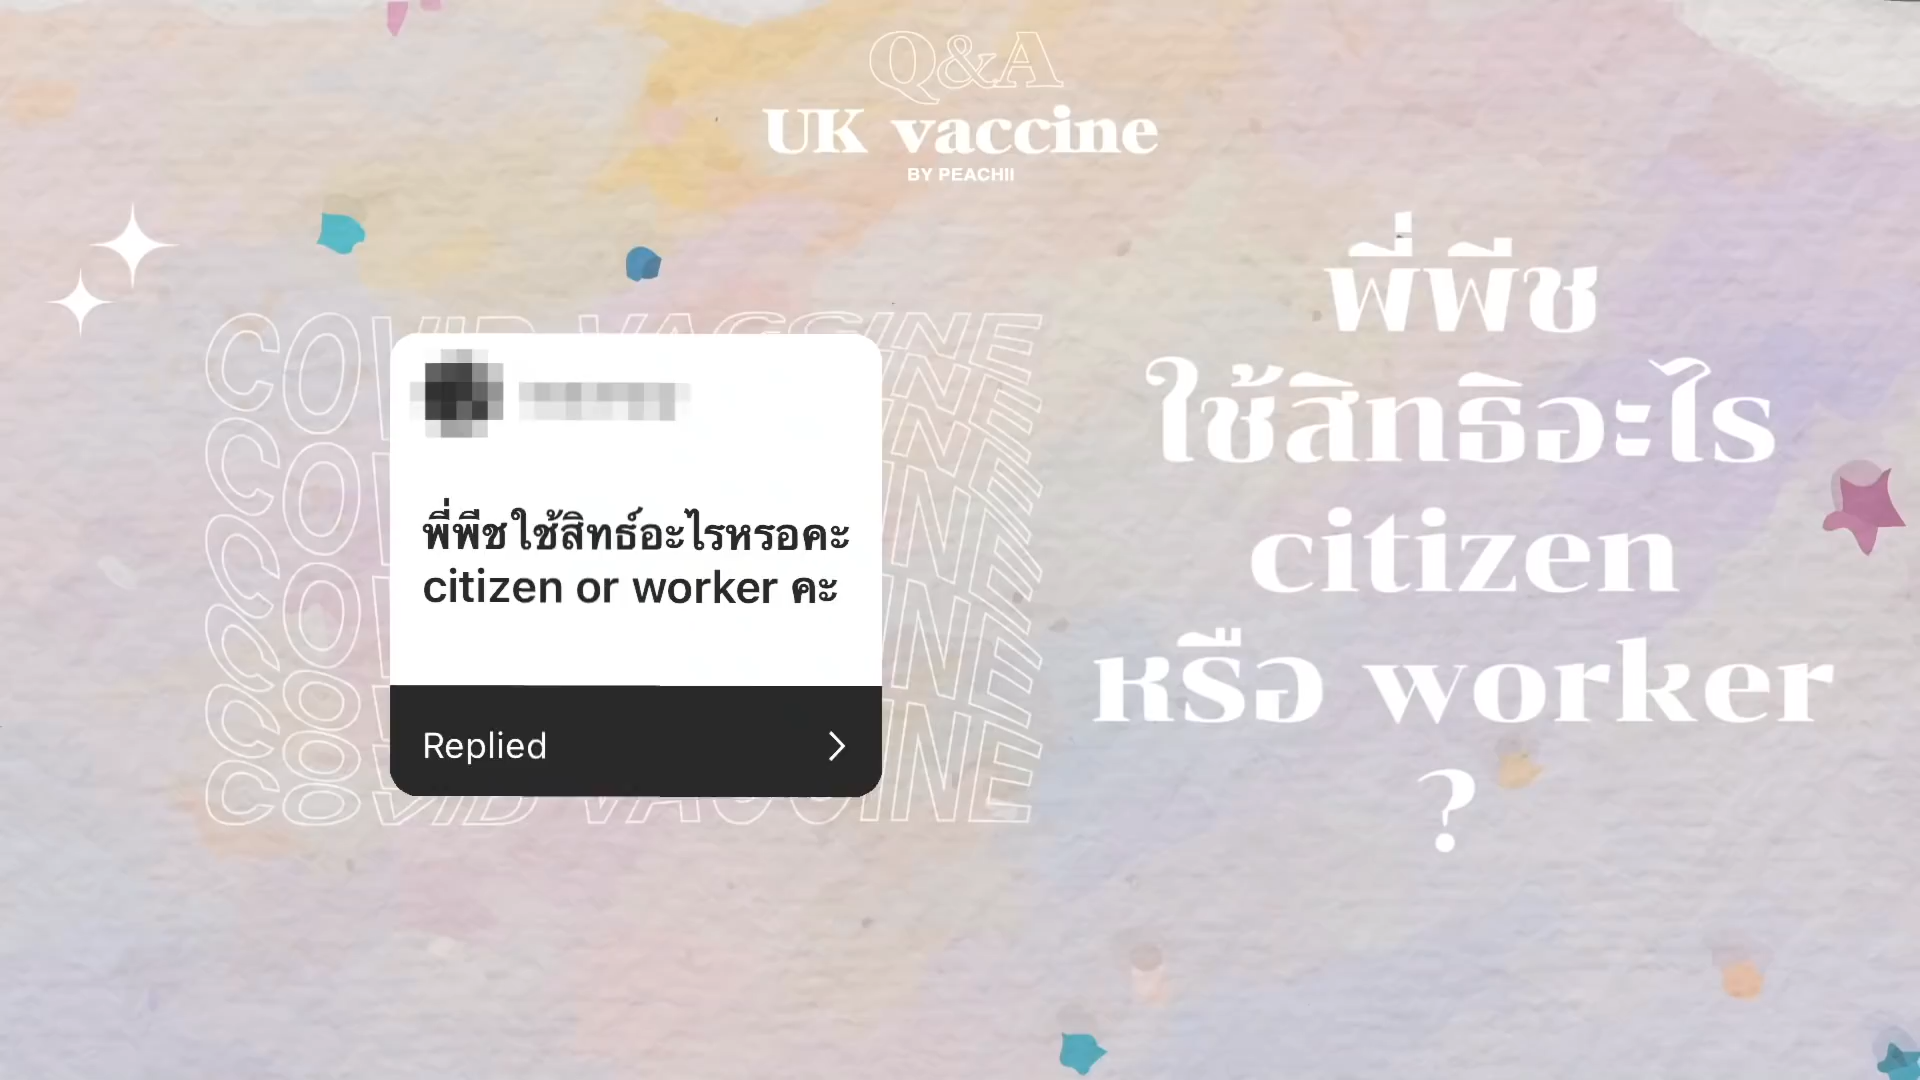 Q&A
UK vaccine
BY PEACHII
COVID VACCINE
พี่พีชใช้สิทธ์อะไรหรอคะ
citizen or worker คะ
Replied
พี่พีช
ใช้สิทธิอะไร
citizen
หรือ worker
?